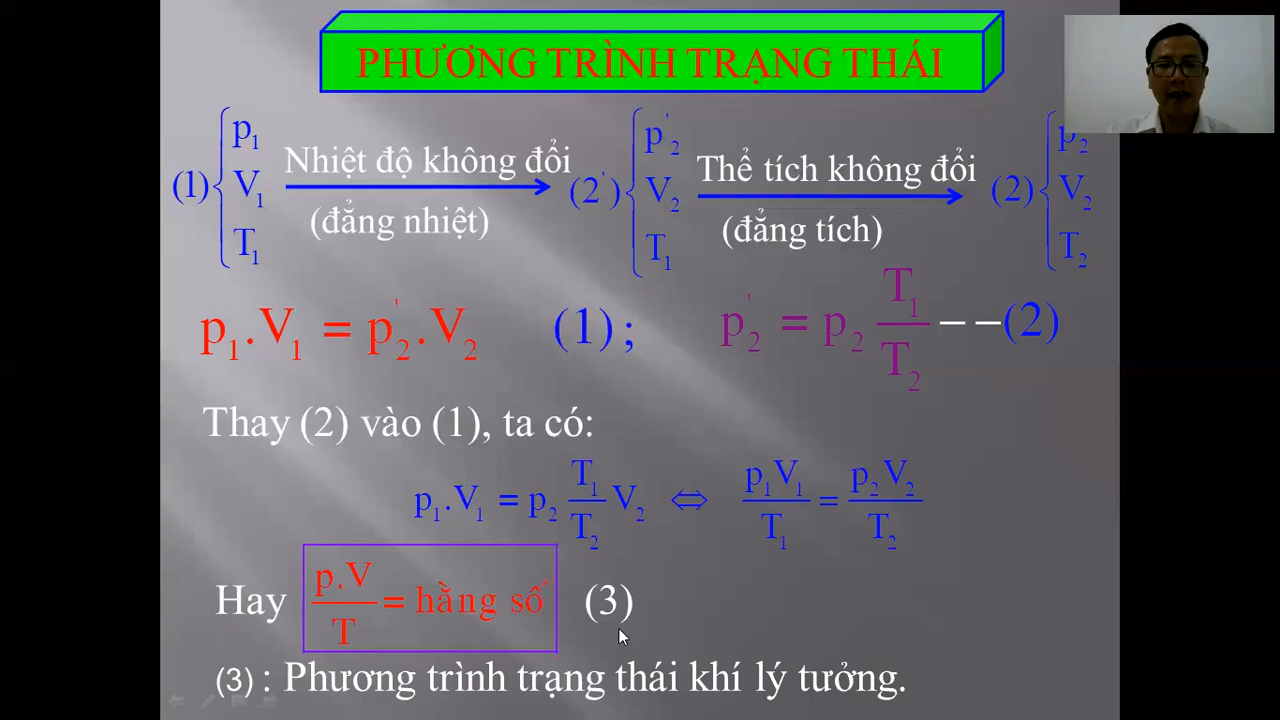 PHƯƠNG TRÌNH TRẠNG THÁI
(1) { p₁ V₁ T₁ Nhiệt độ không đổi (đẳng nhiệt) (2') { p'₂ V₂ T₁ Thể tích không đổi (đẳng tích) (2) { p₂ V₂ T₂
p₁.V₁ = p'₂.V₂ (1) ; p'₂ = p₂ T₁/T₂ – –(2)
Thay (2) vào (1), ta có:
p₁.V₁ = p₂ T₁/T₂ V₂ ⇔ p₁V₁/T₁ = p₂V₂/T₂
Hay p.V/T = hằng số (3)
(3) : Phương trình trạng thái khí lý tưởng.